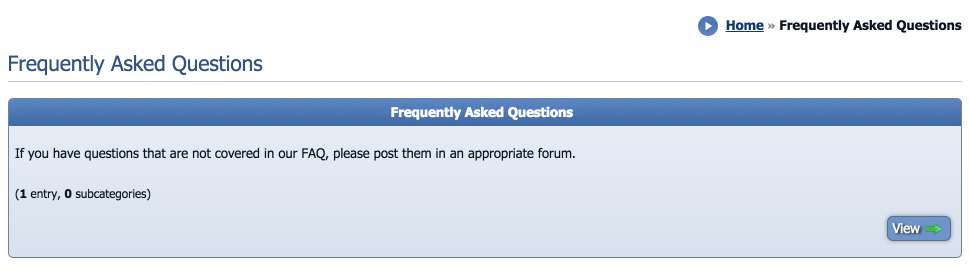 Home » Frequently Asked Questions
Frequently Asked Questions
Frequently Asked Questions
If you have questions that are not covered in our FAQ, please post them in an appropriate forum.
(1 entry, 0 subcategories)
View